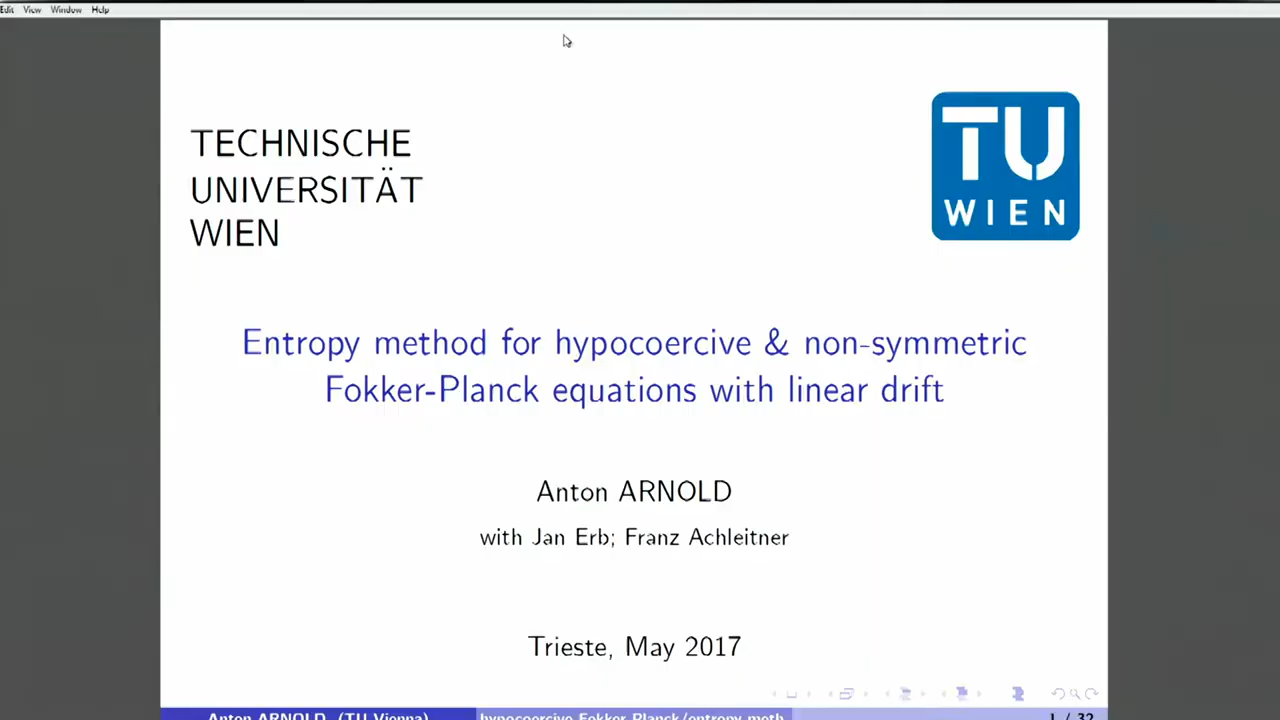 Edit View Window Help
TECHNISCHE
UNIVERSITÄT
WIEN
TU
WIEN
Entropy method for hypocoercive & non-symmetric
Fokker-Planck equations with linear drift
Anton ARNOLD
with Jan Erb; Franz Achleitner
Trieste, May 2017
Anton ARNOLD (TU Vienna) hypocoercive Fokker-Planck/entropy meth. 1 / 32